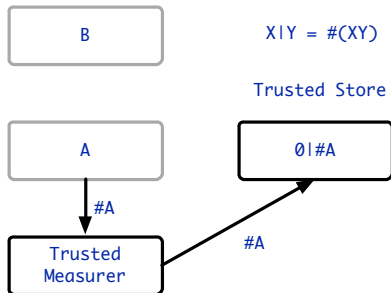 B
X|Y = #(XY)
Trusted Store
A
0|#A
#A
#A
Trusted
Measurer